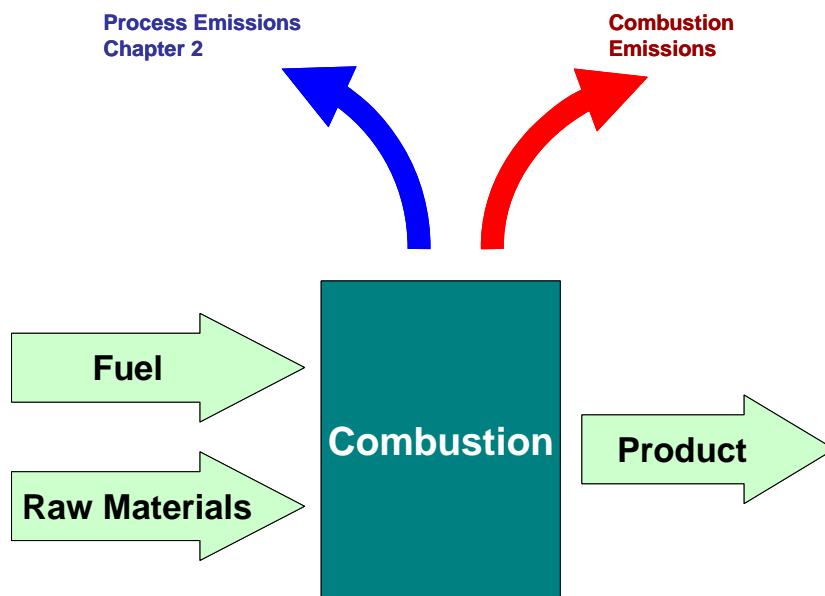 Process Emissions
Chapter 2
Combustion
Emissions
Fuel
Combustion
Product
Raw Materials